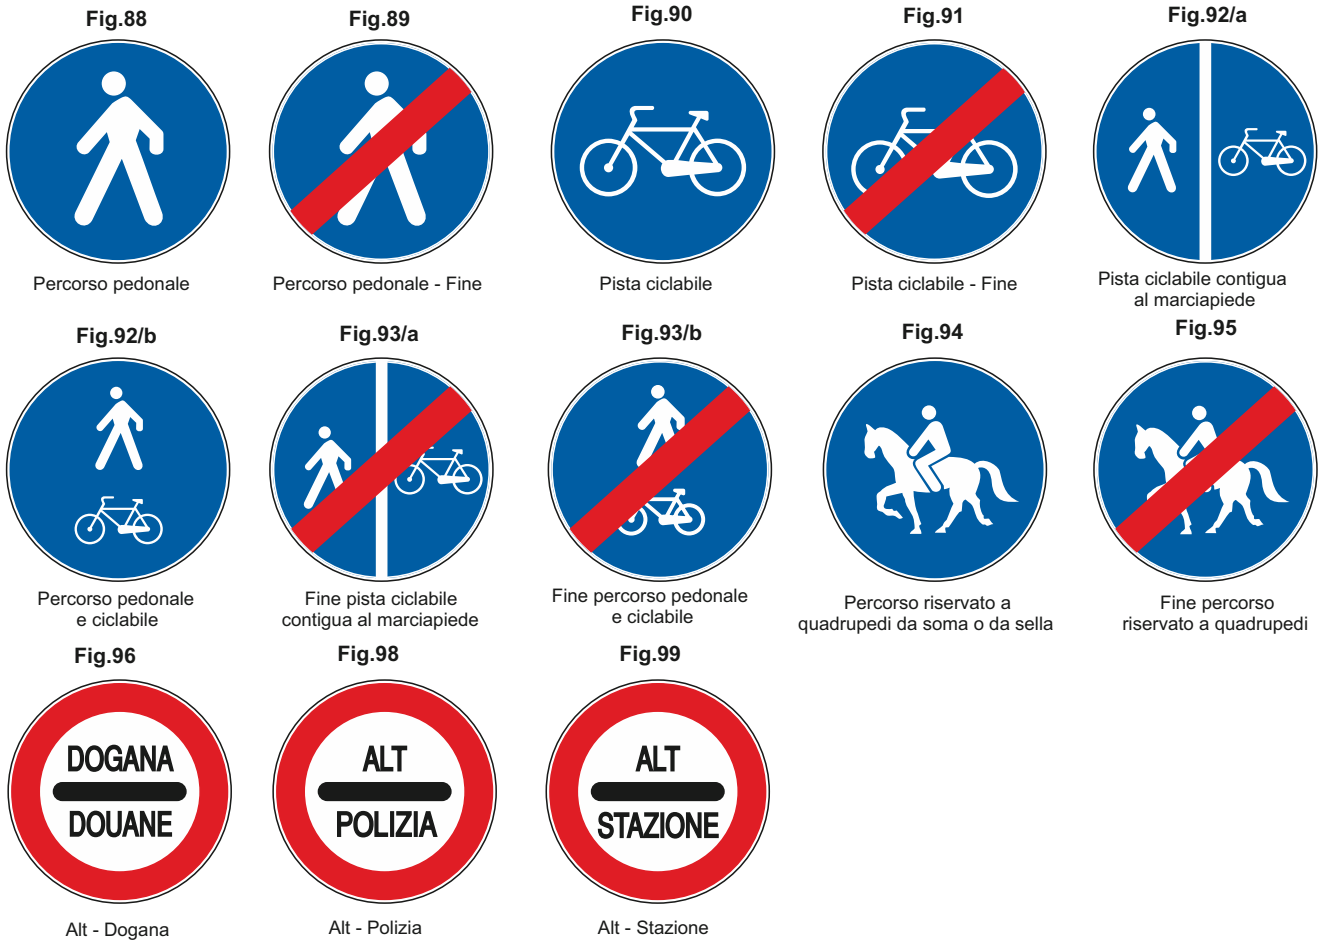 Fig.88
Fig.89
Fig.90
Fig.91
Fig.92/a
Percorso pedonale
Percorso pedonale - Fine
Pista ciclabile
Pista ciclabile - Fine
Pista ciclabile contigua
al marciapiede
Fig.92/b
Fig.93/a
Fig.93/b
Fig.94
Fig.95
Percorso pedonale
e ciclabile
Fine pista ciclabile
contigua al marciapiede
Fine percorso pedonale
e ciclabile
Percorso riservato a
quadrupedi da soma o da sella
Fine percorso
riservato a quadrupedi
Fig.96
Fig.98
Fig.99
DOGANA
DOUANE
ALT
POLIZIA
ALT
STAZIONE
Alt - Dogana
Alt - Polizia
Alt - Stazione